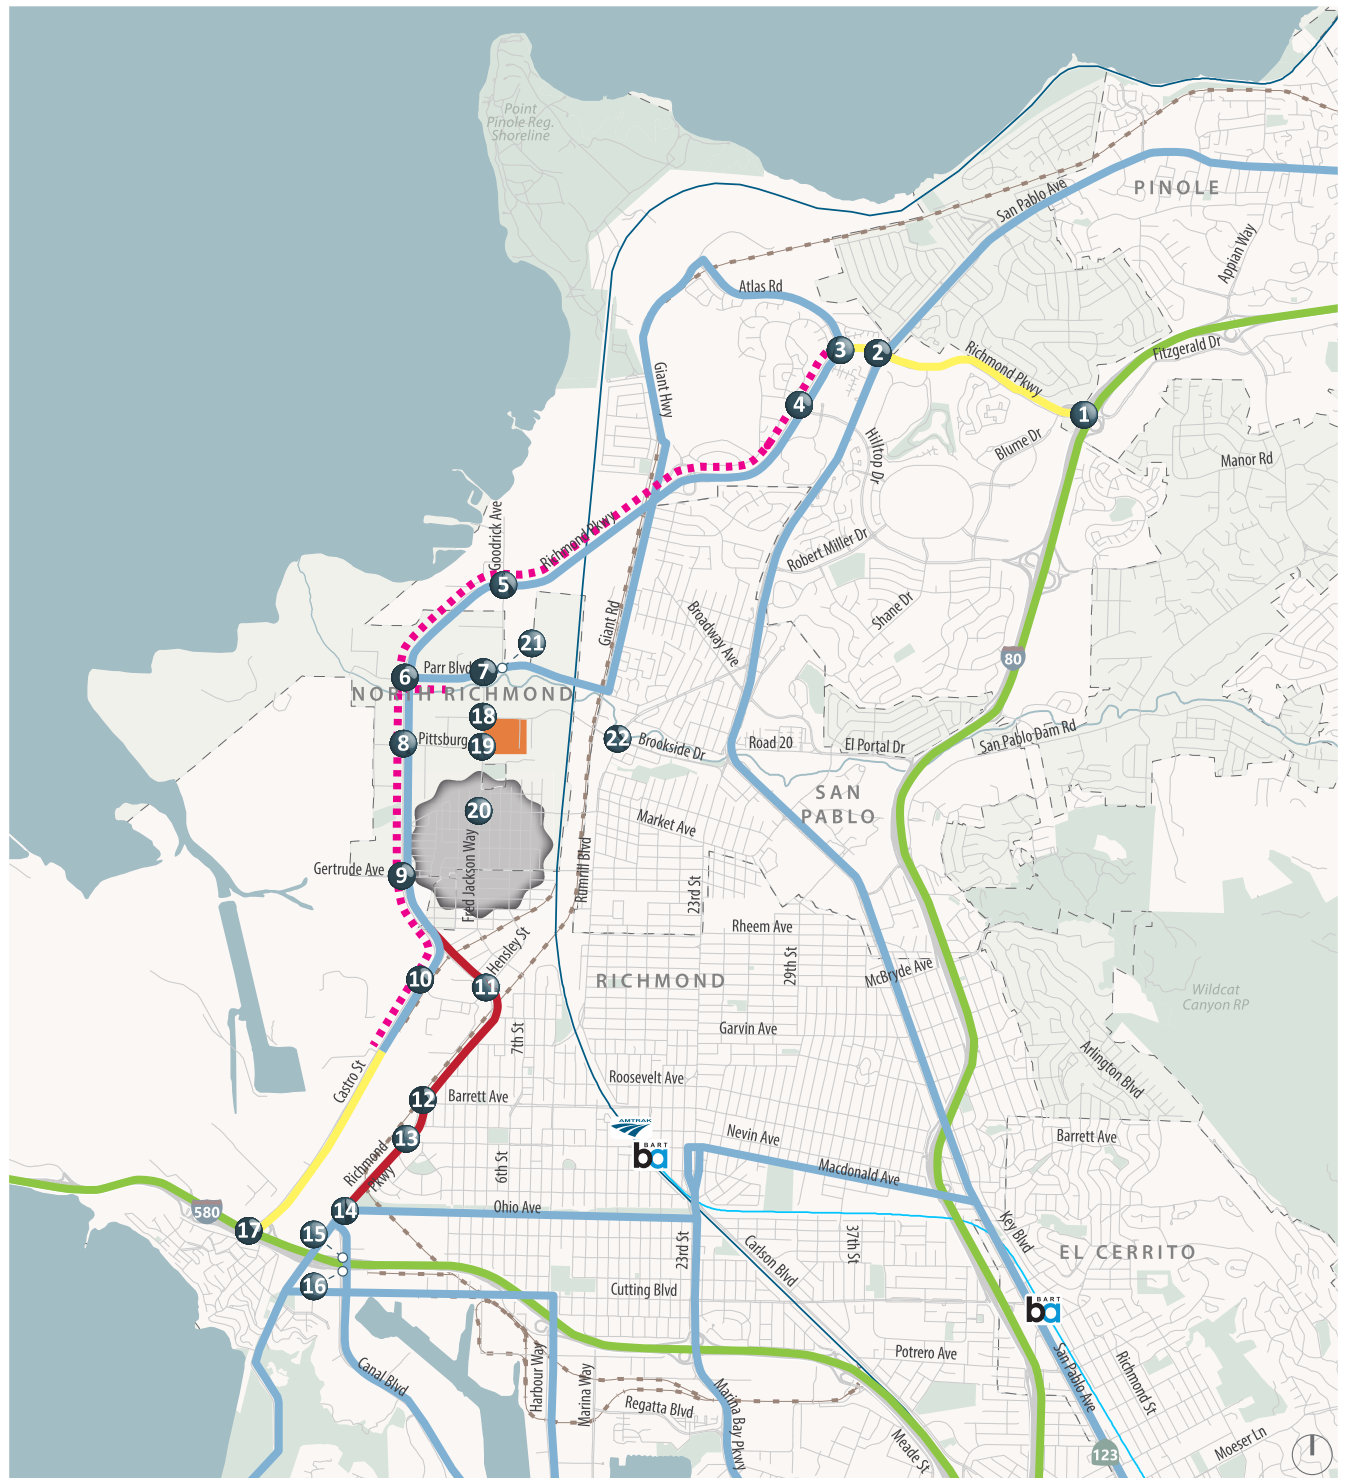 Point
Pinole Reg.
Shoreline
PINOLE
San Pablo Ave
Appian Way
Atlas Rd
Fitzgerald Dr
3
2
Richmond Pkwy
Giant Hwy
4
1
Hilltop Dr
Blume Dr
Manor Rd
Goodrick Ave
Richmond Pkwy
Robert Miller Dr
5
Shane Dr
Giant Rd
Broadway Ave
21
80
Parr Blvd
7
6
NORTH RICHMOND
18
8
Pittsburg
19
22
Brookside Dr
Road 20
El Portal Dr
San Pablo Dam Rd
SAN
PABLO
20
Market Ave
Gertrude Ave
9
Fred Jackson Way
Rumrill Blvd
23rd St
Rheem Ave
Hensley St
10
11
RICHMOND
29th St
McBryde Ave
Wildcat
Canyon RP
7th St
Garvin Ave
Castro St
Roosevelt Ave
Arlington Blvd
12
Barrett Ave
AMTRAK
BART
ba
Nevin Ave
Barrett Ave
13
Richmond
Pkwy
6th St
Macdonald Ave
580
14
Ohio Ave
17
15
23rd St
Carlson Blvd
37th St
Key Blvd
EL CERRITO
16
Cutting Blvd
BART
ba
Canal Blvd
Harbour Way
Marina Way
Potrero Ave
San Pablo Ave
Richmond St
Regatta Blvd
Marina Bay Pkwy
Meade St
123
Moeser Ln